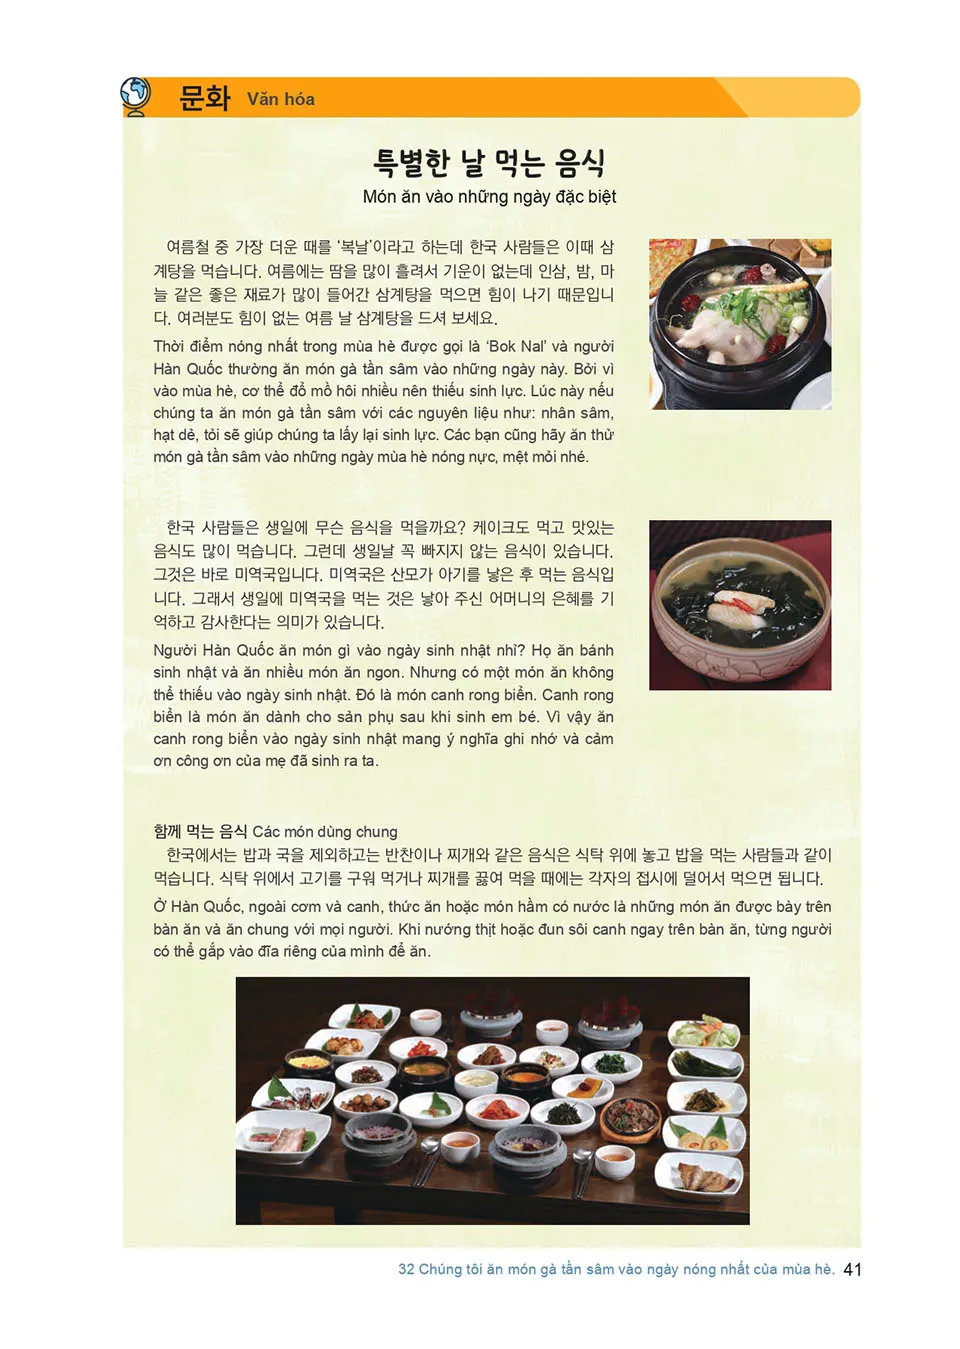 문화 Văn hóa
특별한 날 먹는 음식
Món ăn vào những ngày đặc biệt
여름철 중 가장 더운 때를 ‘복날’이라고 하는데 한국 사람들은 이때 삼
계탕을 먹습니다. 여름에는 땀을 많이 흘려서 기운이 없는데 인삼, 밤, 마
늘 같은 좋은 재료가 많이 들어간 삼계탕을 먹으면 힘이 나기 때문입니
다. 여러분도 힘이 없는 여름 날 삼계탕을 드셔 보세요.
Thời điểm nóng nhất trong mùa hè được gọi là ‘Bok Nal’ và người
Hàn Quốc thường ăn món gà tần sâm vào những ngày này. Bởi vì
vào mùa hè, cơ thể đổ mồ hôi nhiều nên thiếu sinh lực. Lúc này nếu
chúng ta ăn món gà tần sâm với các nguyên liệu như: nhân sâm,
hạt dẻ, tỏi sẽ giúp chúng ta lấy lại sinh lực. Các bạn cũng hãy ăn thử
món gà tần sâm vào những ngày mùa hè nóng nực, mệt mỏi nhé.
한국 사람들은 생일에 무슨 음식을 먹을까요? 케이크도 먹고 맛있는
음식도 많이 먹습니다. 그런데 생일날 꼭 빠지지 않는 음식이 있습니다.
그것은 바로 미역국입니다. 미역국은 산모가 아기를 낳은 후 먹는 음식입
니다. 그래서 생일에 미역국을 먹는 것은 낳아 주신 어머니의 은혜를 기
억하고 감사한다는 의미가 있습니다.
Người Hàn Quốc ăn món gì vào ngày sinh nhật nhỉ? Họ ăn bánh
sinh nhật và ăn nhiều món ăn ngon. Nhưng có một món ăn không
thể thiếu vào ngày sinh nhật. Đó là món canh rong biển. Canh rong
biển là món ăn dành cho sản phụ sau khi sinh em bé. Vì vậy ăn
canh rong biển vào ngày sinh nhật mang ý nghĩa ghi nhớ và cảm
ơn công ơn của mẹ đã sinh ra ta.
함께 먹는 음식 Các món dùng chung
한국에서는 밥과 국을 제외하고는 반찬이나 찌개와 같은 음식은 식탁 위에 놓고 밥을 먹는 사람들과 같이
먹습니다. 식탁 위에서 고기를 구워 먹거나 찌개를 끓여 먹을 때에는 각자의 접시에 덜어서 먹으면 됩니다.
Ở Hàn Quốc, ngoài cơm và canh, thức ăn hoặc món hầm có nước là những món ăn được bày trên
bàn ăn và ăn chung với mọi người. Khi nướng thịt hoặc đun sôi canh ngay trên bàn ăn, từng người
có thể gắp vào đĩa riêng của mình để ăn.
32 Chúng tôi ăn món gà tần sâm vào ngày nóng nhất của mùa hè. 41